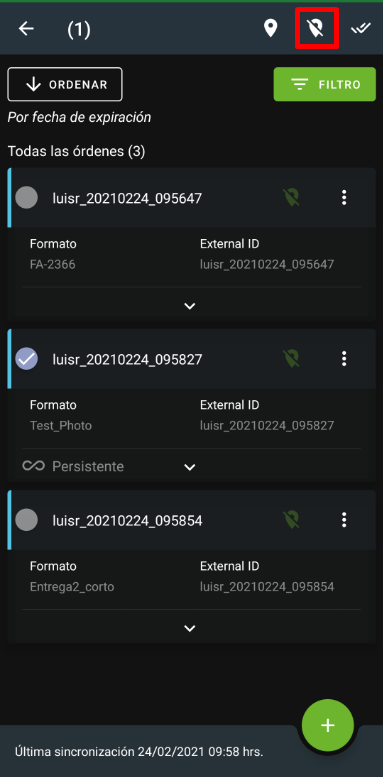 (1)
ORDENAR
FILTRO
Por fecha de expiración
Todas las órdenes (3)
luisr_20210224_095647
Formato External ID
FA-2366 luisr_20210224_095647
luisr_20210224_095827
Formato External ID
Test_Photo luisr_20210224_095827
Persistente
luisr_20210224_095854
Formato External ID
Entrega2_corto luisr_20210224_095854
+
Última sincronización 24/02/2021 09:58 hrs.